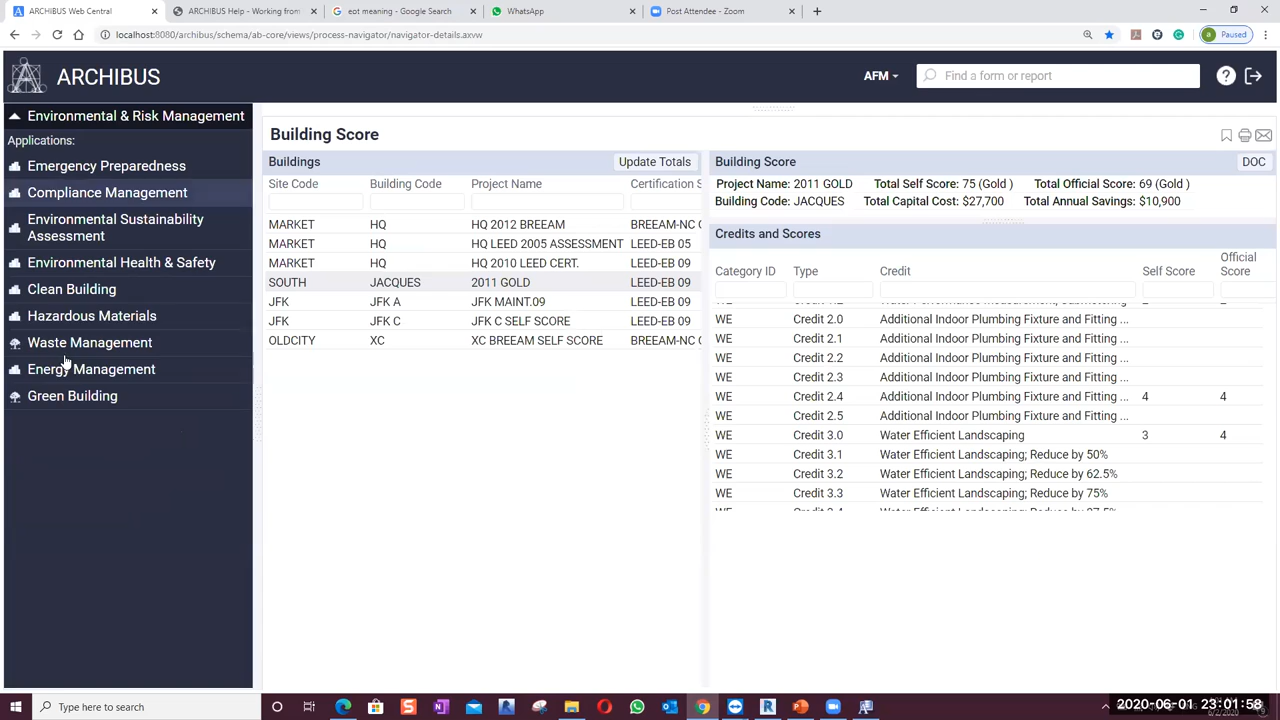 ARCHIBUS Web Central
ARCHIBUS Help - Working from
eot meaning - Google Search
WhatsApp
Post Attendee - Zoom
localhost:8080/archibus/schema/ab-core/views/process-navigator/navigator-details.axvw
a Paused
ARCHIBUS
AFM
Find a form or report
Environmental & Risk Management
Applications:
Emergency Preparedness
Compliance Management
Environmental Sustainability
Assessment
Environmental Health & Safety
Clean Building
Hazardous Materials
Waste Management
Energy Management
Green Building
Building Score
Buildings
Update Totals
Site Code Building Code Project Name Certification S
MARKET HQ HQ 2012 BREEAM BREEAM-NC
MARKET HQ HQ LEED 2005 ASSESSMENT LEED-EB 05
MARKET HQ HQ 2010 LEED CERT. LEED-EB 09
SOUTH JACQUES 2011 GOLD LEED-EB 09
JFK JFK A JFK MAINT.09 LEED-EB 09
JFK JFK C JFK C SELF SCORE LEED-EB 09
OLDCITY XC XC BREEAM SELF SCORE BREEAM-NC
Building Score
DOC
Project Name: 2011 GOLD Total Self Score: 75 (Gold ) Total Official Score: 69 (Gold )
Building Code: JACQUES Total Capital Cost: $27,700 Total Annual Savings: $10,900
Credits and Scores
Category ID Type Credit Self Score Official Score
WE Credit 2.0 Additional Indoor Plumbing Fixture and Fitting ...
WE Credit 2.1 Additional Indoor Plumbing Fixture and Fitting ...
WE Credit 2.2 Additional Indoor Plumbing Fixture and Fitting ...
WE Credit 2.3 Additional Indoor Plumbing Fixture and Fitting ...
WE Credit 2.4 Additional Indoor Plumbing Fixture and Fitting ... 4 4
WE Credit 2.5 Additional Indoor Plumbing Fixture and Fitting ...
WE Credit 3.0 Water Efficient Landscaping 3 4
WE Credit 3.1 Water Efficient Landscaping; Reduce by 50%
WE Credit 3.2 Water Efficient Landscaping; Reduce by 62.5%
WE Credit 3.3 Water Efficient Landscaping; Reduce by 75%
Type here to search
2020-06-01 23:01:58